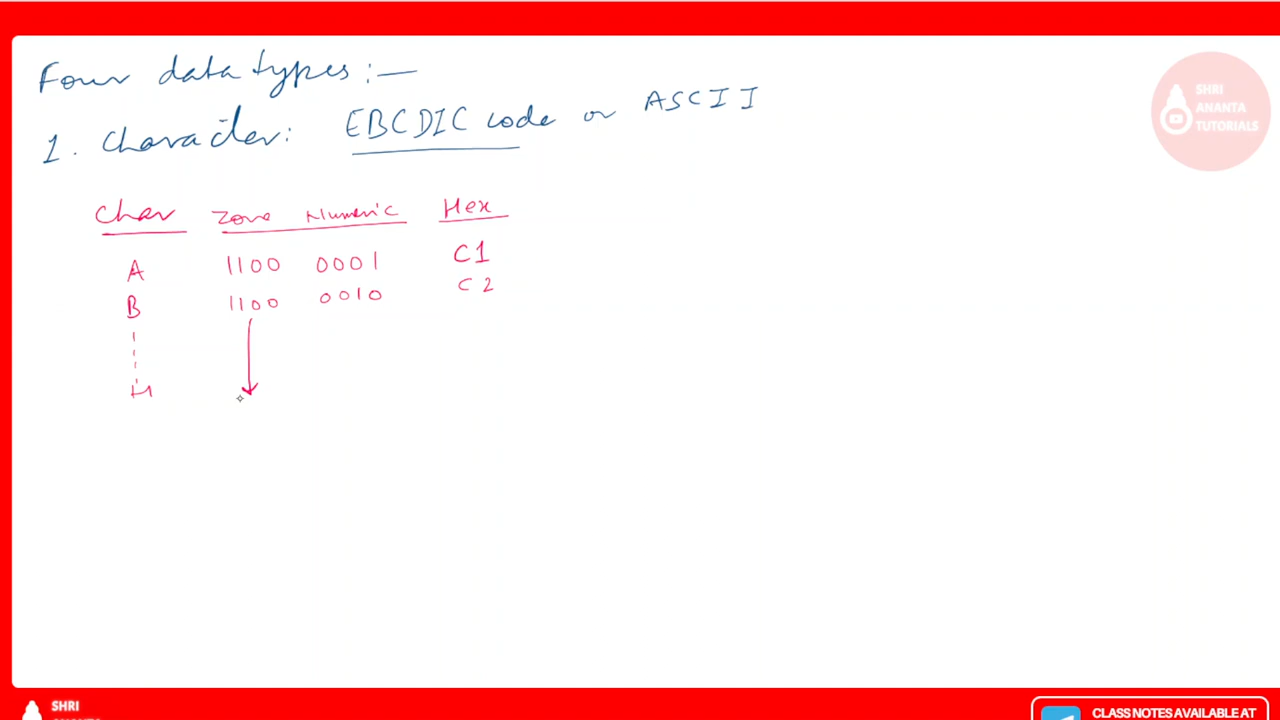 SHRI
ANANTA
TUTORIALS
Four data types :—
1. Character: EBCDIC code or ASCII
Char Zone Numeric Hex
A 1100 0001 C1
B 1100 0010 C2
H
SHRI
CLASS NOTES AVAILABLE AT